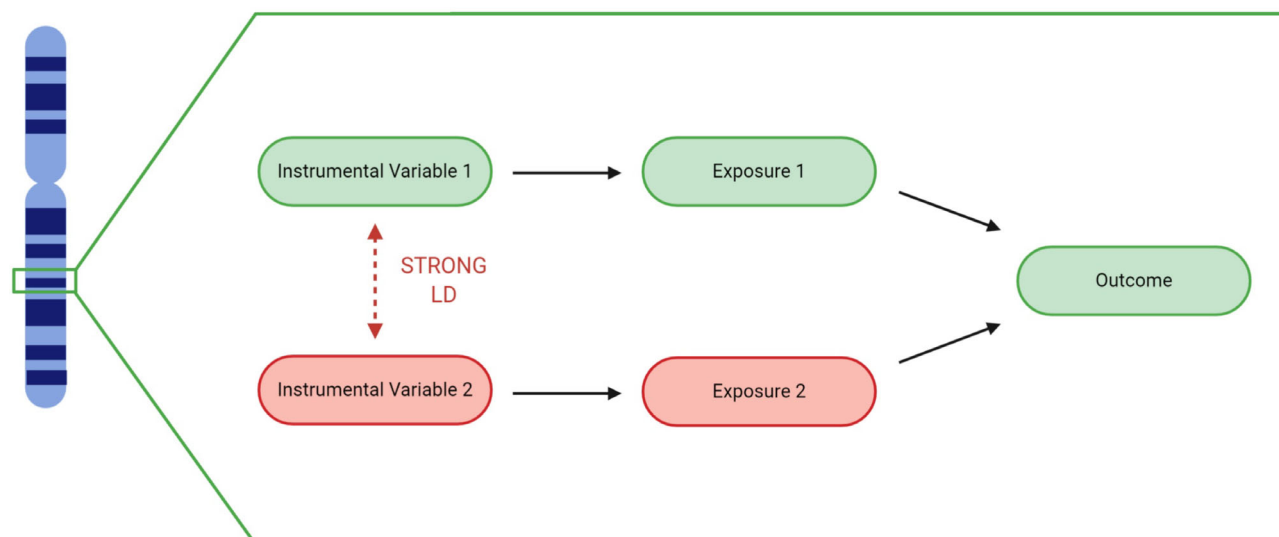 Instrumental Variable 1
Exposure 1
STRONG
LD
Outcome
Instrumental Variable 2
Exposure 2